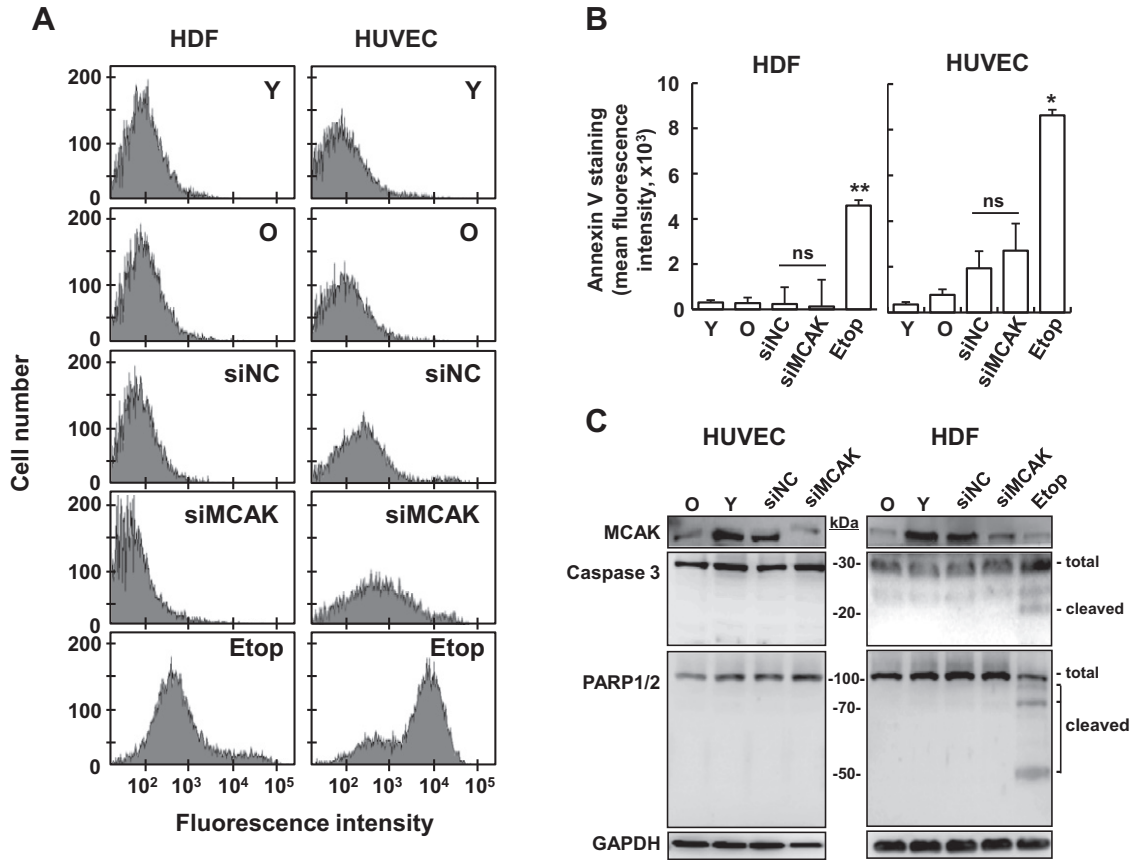 A
HDF HUVEC
200 Y Y
100
0
200 O O
100
0
200 siNC siNC
100
0
200 siMCAK siMCAK
100
0
200 Etop Etop
100
0
10² 10³ 10⁴ 10⁵ 10² 10³ 10⁴ 10⁵
Cell number
Fluorescence intensity
B
HDF HUVEC
Annexin V staining
(mean fluorescence
intensity, x10³)
10
8
6
4
2
0
ns ** ns *
Y O siNC siMCAK Etop Y O siNC siMCAK Etop
C
HUVEC HDF
O Y siNC siMCAK O Y siNC siMCAK Etop
MCAK kDa
Caspase 3 -30- - total
-20- - cleaved
PARP1/2 -100- - total
-70-
cleaved
-50-
GAPDH